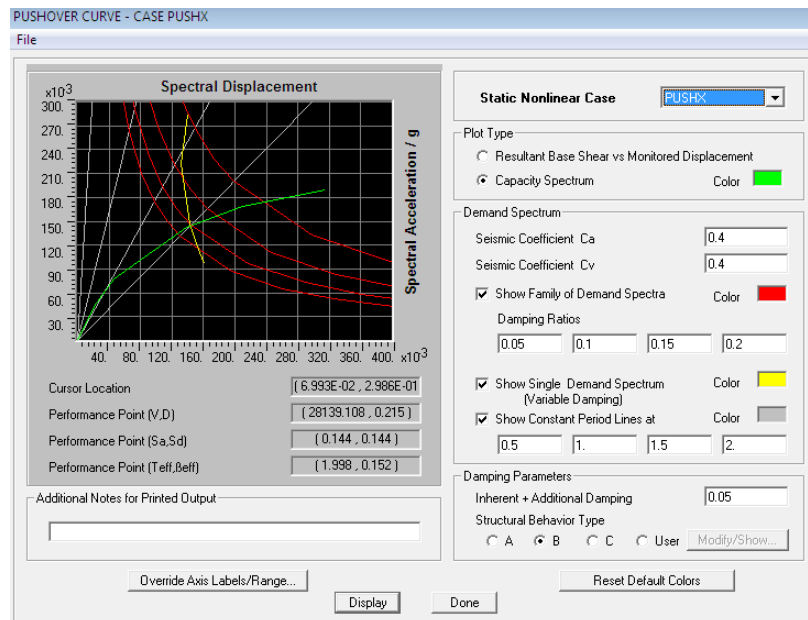 PUSHOVER CURVE - CASE PUSHX
File
Spectral Displacement
x10-3
300.
270.
240.
210.
180.
150.
120.
90.
60.
30.
40. 80. 120. 160. 200. 240. 280. 320. 360. 400. x10-3
Spectral Acceleration / g
Cursor Location ( 6.993E-02 , 2.986E-01
Performance Point (V,D) ( 28139.108 , 0.215 )
Performance Point (Sa,Sd) ( 0.144 , 0.144 )
Performance Point (Teff,βeff) ( 1.998 , 0.152 )
Additional Notes for Printed Output
Override Axis Labels/Range...
Static Nonlinear Case PUSHX
Plot Type
Resultant Base Shear vs Monitored Displacement
Capacity Spectrum Color
Demand Spectrum
Seismic Coefficient Ca 0.4
Seismic Coefficient Cv 0.4
Show Family of Demand Spectra Color
Damping Ratios
0.05 0.1 0.15 0.2
Show Single Demand Spectrum Color
(Variable Damping)
Show Constant Period Lines at Color
0.5 1. 1.5 2.
Damping Parameters
Inherent + Additional Damping 0.05
Structural Behavior Type
A B C User Modify/Show...
Reset Default Colors
Display Done